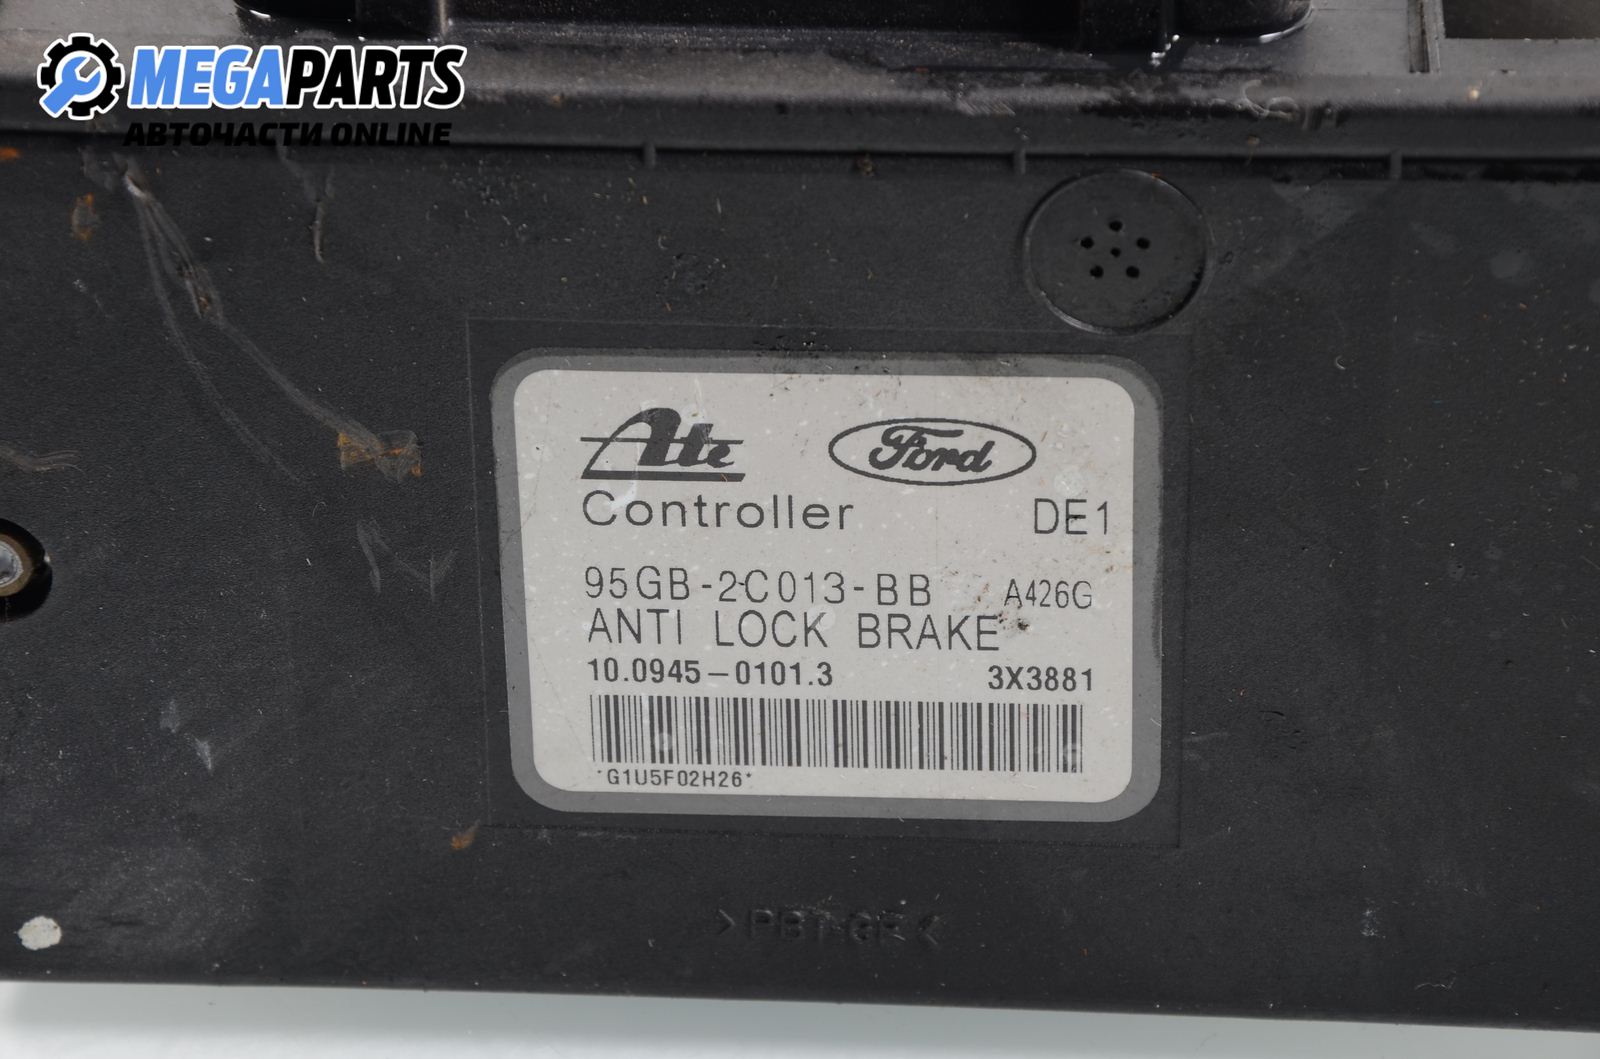 MEGAPARTS
АВТОЧАСТИ ONLINE
Ate Ford
Controller DE1
95GB-2C013-BB A426G
ANTI LOCK BRAKE
10.0945-0101.3 3X3881
*G1U5F02H26*
>PBT-GF<